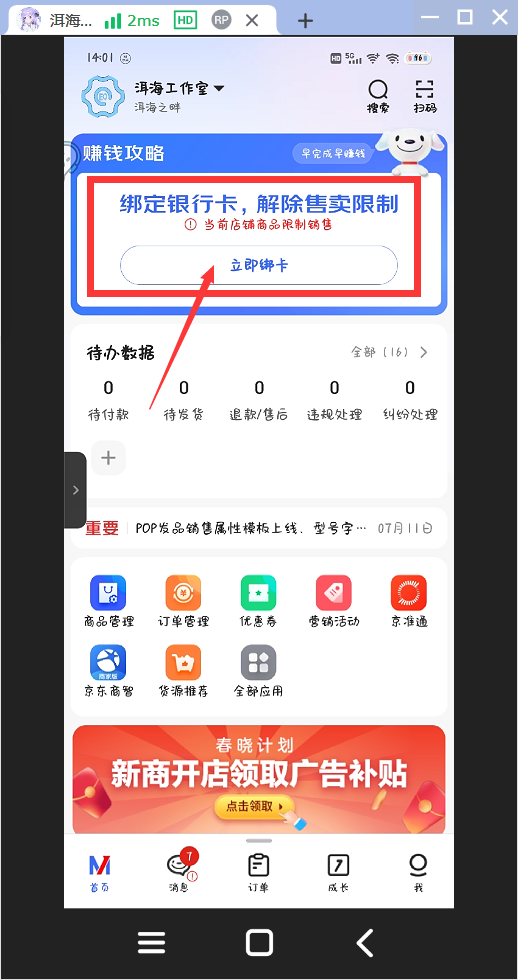 洱海... 2ms HD RP
14:01 HD 5G 96
洱海工作室
洱海之畔
搜索 扫码
赚钱攻略 早完成早赚钱
绑定银行卡，解除售卖限制
当前店铺商品限制销售
立即绑卡
待办数据 全部（16）
0 0 0 0 0
待付款 待发货 退款/售后 违规处理 纠纷处理
重要 POP发品销售属性模板上线，型号字… 07月11日
商品管理 订单管理 优惠券 营销活动 京准通
商家版
京东商智 货源推荐 全部应用
春晓计划
新商开店领取广告补贴
点击领取
7
首页 消息 订单 成长 我